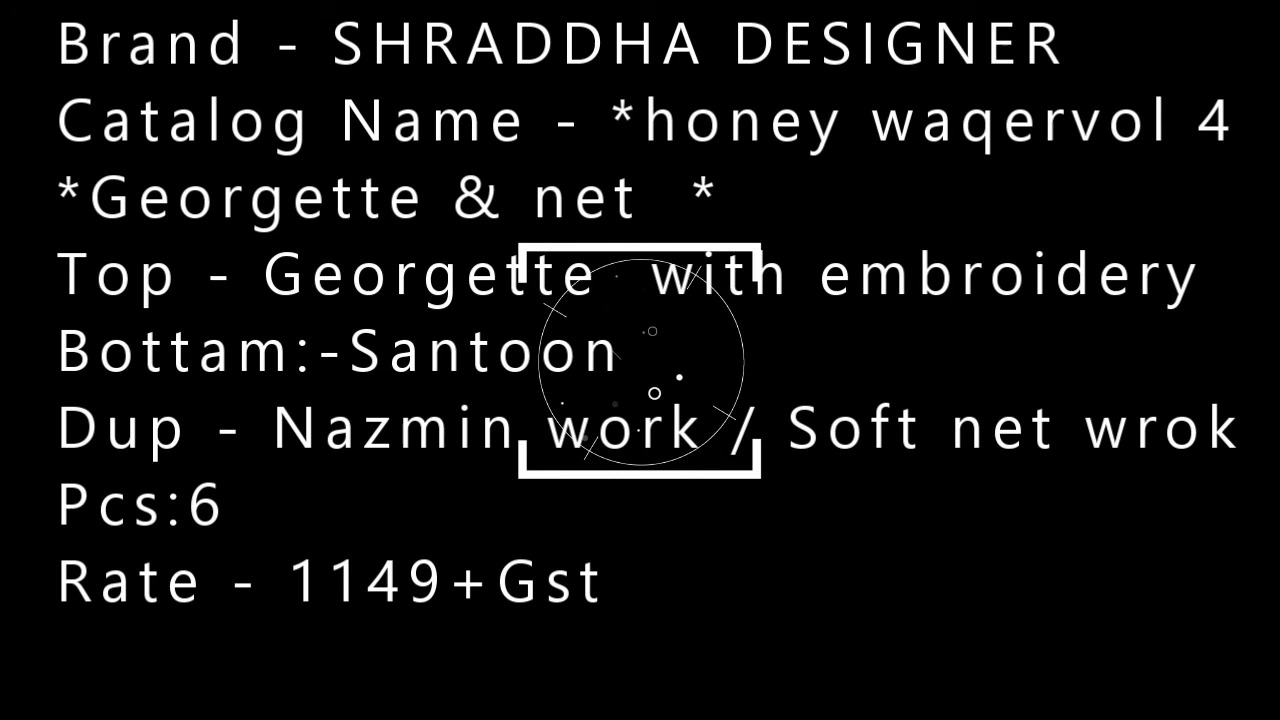 Brand - SHRADDHA DESIGNER
Catalog Name - *honey waqervol 4
*Georgette & net  *
Top - Georgette  with embroidery
Bottam:-Santoon
Dup - Nazmin work / Soft net wrok
Pcs:6
Rate - 1149+Gst